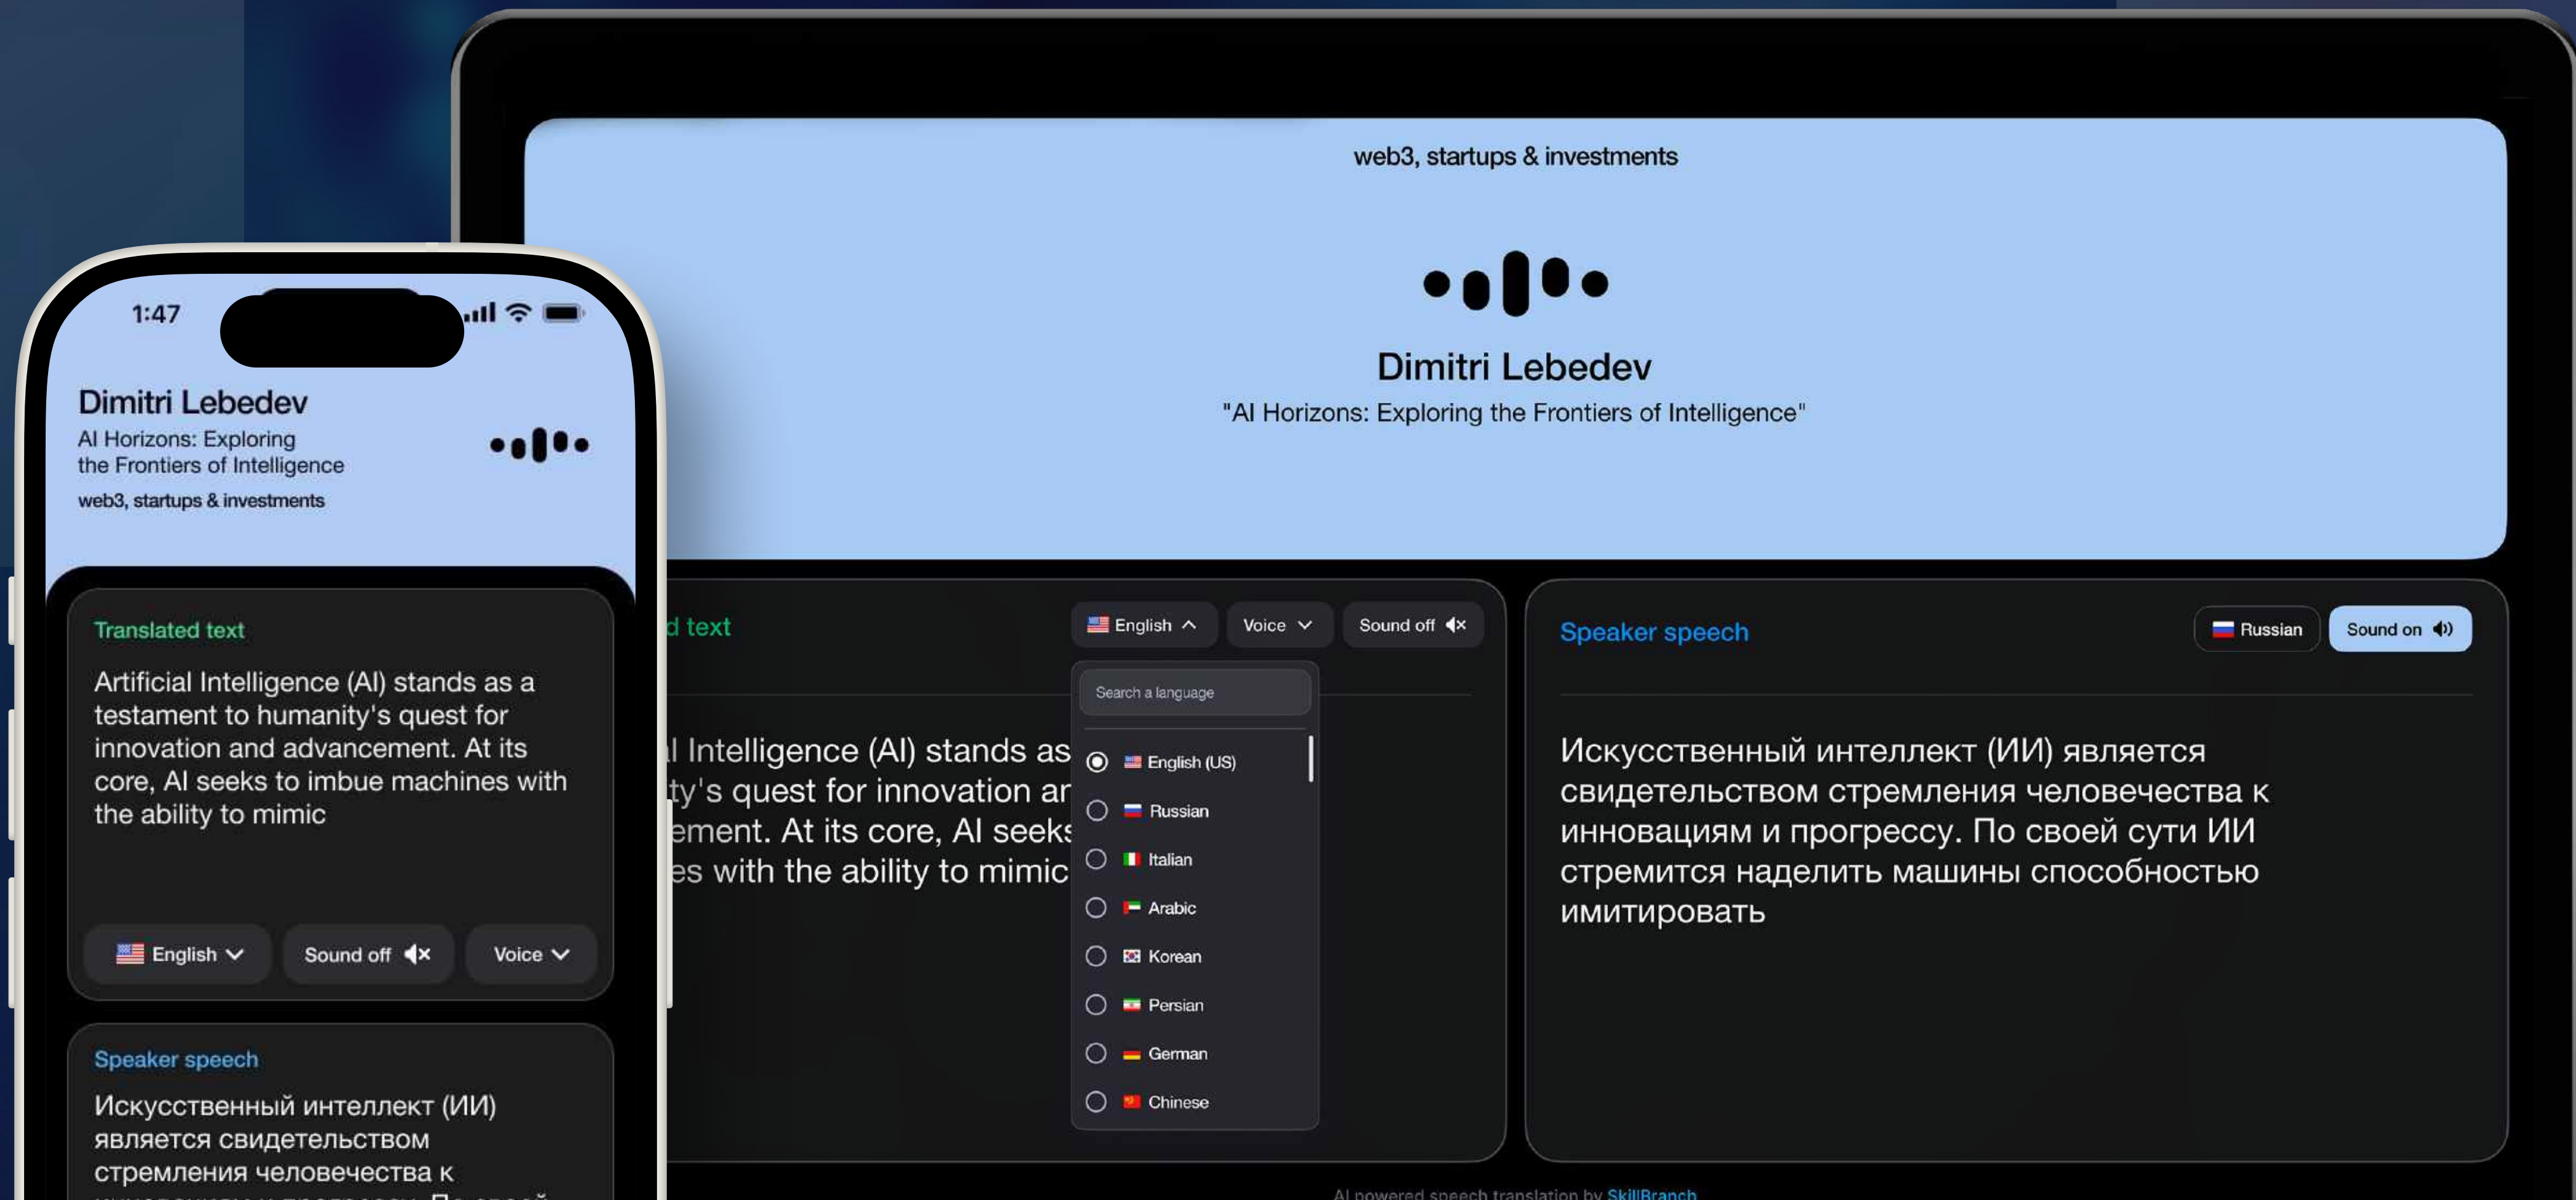 web3, startups & investments
Dimitri Lebedev
"AI Horizons: Exploring the Frontiers of Intelligence"
1:47
Dimitri Lebedev
AI Horizons: Exploring
the Frontiers of Intelligence
web3, startups & investments
Translated text
Artificial Intelligence (AI) stands as a
testament to humanity's quest for
innovation and advancement. At its
core, AI seeks to imbue machines with
the ability to mimic
English
Sound off
Voice
Speaker speech
Искусственный интеллект (ИИ)
является свидетельством
стремления человечества к
text
English
Voice
Sound off
Search a language
English (US)
Russian
Italian
Arabic
Korean
Persian
German
Chinese
Intelligence (AI) stands as
quest for innovation
At its core, AI seeks
with the ability to mimic
Speaker speech
Russian
Sound on
Искусственный интеллект (ИИ) является
свидетельством стремления человечества к
инновациям и прогрессу. По своей сути ИИ
стремится наделить машины способностью
имитировать
AI powered speech translation by SkillBranch